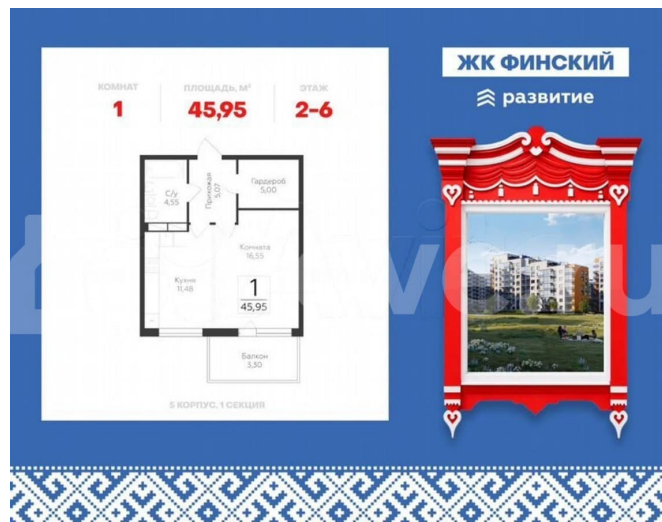 ЖК ФИНСКИЙ
развитие
КОМНАТ
1
ПЛОЩАДЬ, М²
45,95
ЭТАЖ
2-6
С/у
4,55
Прихожая
5,07
Гардероб
5,00
Комната
16,55
Кухня
11,48
1
45,95
Балкон
3,30
5 КОРПУС, 1 СЕКЦИЯ